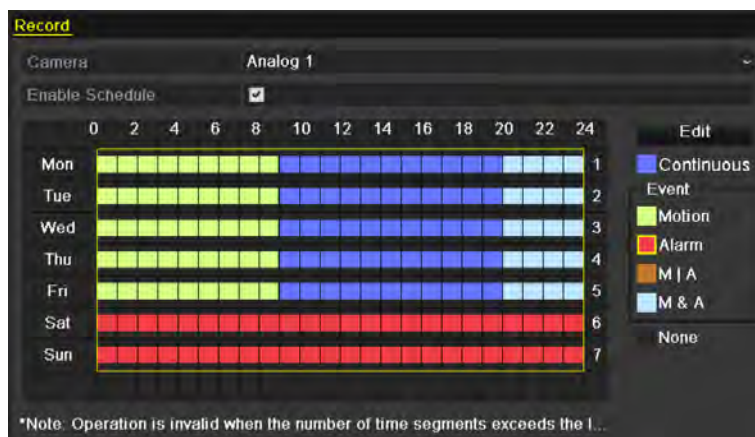 Record
Camera Analog 1
Enable Schedule
0 2 4 6 8 10 12 14 16 18 20 22 24
Edit
Mon 1
Continuous
Event
Tue 2
Motion
Wed 3
Alarm
Thu 4
M | A
Fri 5
M & A
Sat 6
None
Sun 7
*Note: Operation is invalid when the number of time segments exceeds the l...